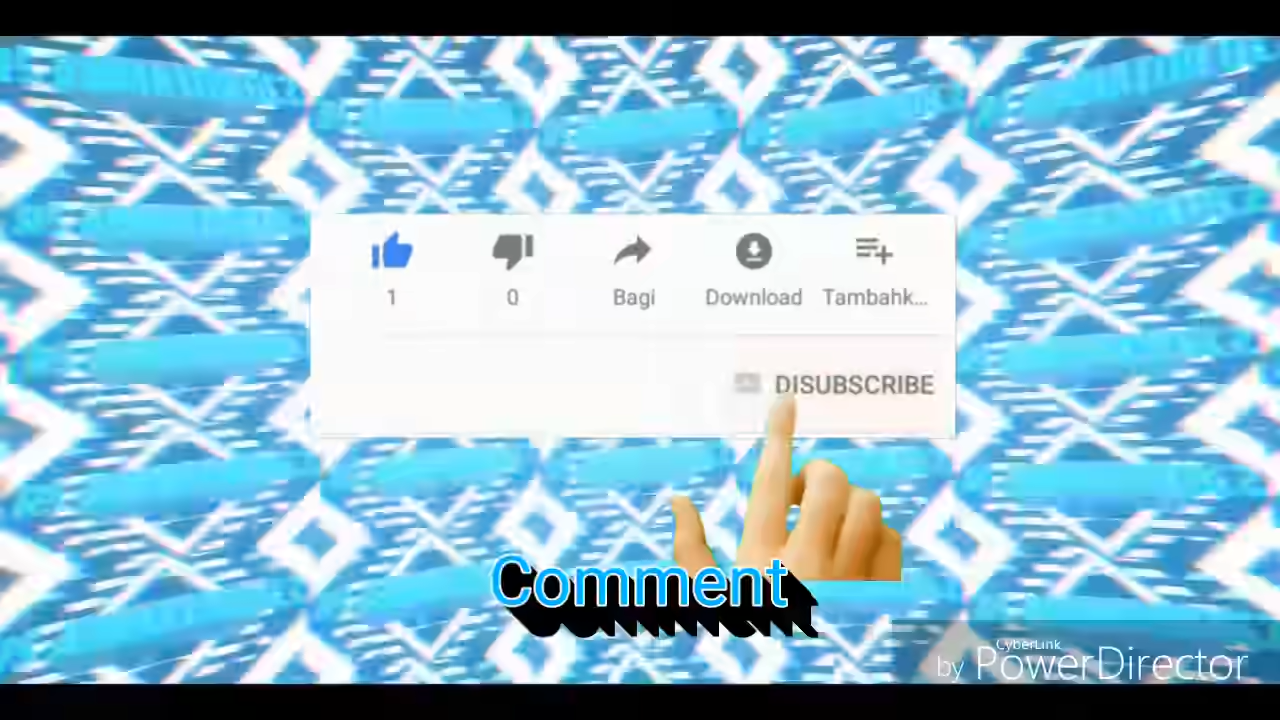 1 0 Bagi Download Tambahk...
DISUBSCRIBE
Comment
CyberLink
by PowerDirector